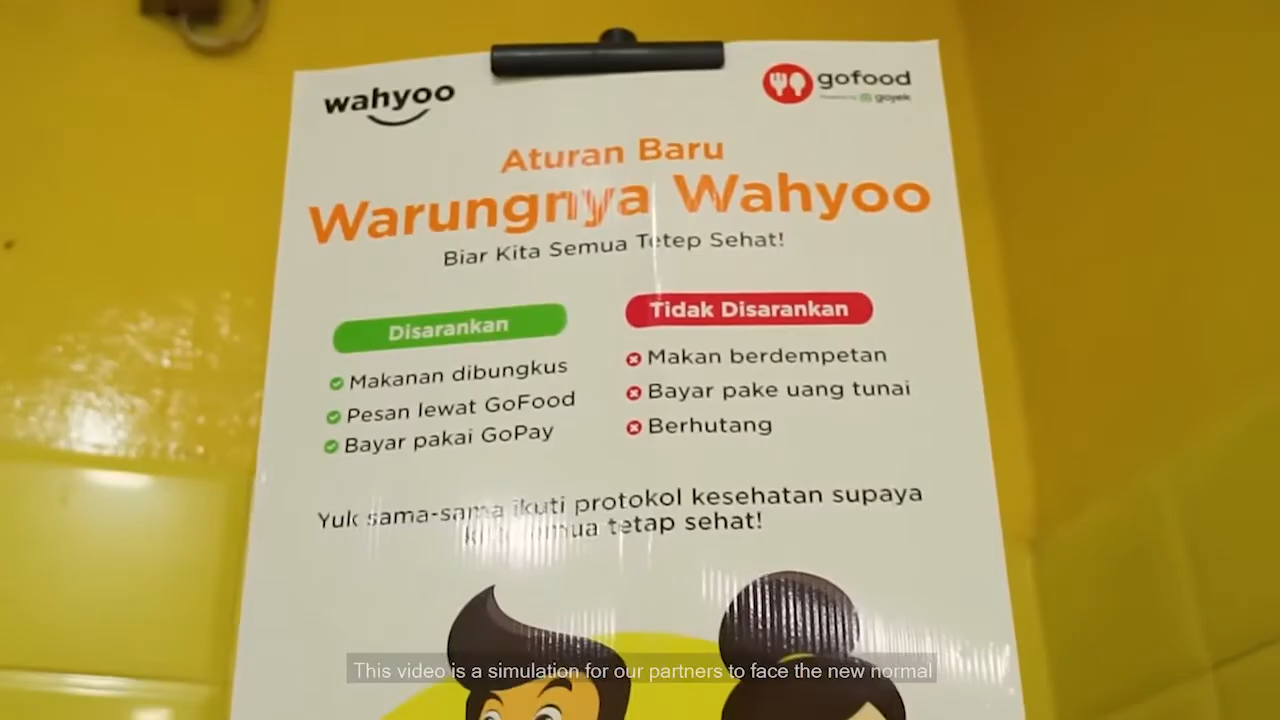 wahyoo
gofood
gojek
Aturan Baru
Warungnya Wahyoo
Biar Kita Semua Tetep Sehat!
Disarankan
Makanan dibungkus
Pesan lewat GoFood
Bayar pakai GoPay
Tidak Disarankan
Makan berdempetan
Bayar pake uang tunai
Berhutang
Yuk sama-sama ikuti protokol kesehatan supaya
kita semua tetap sehat!
This video is a simulation for our partners to face the new normal